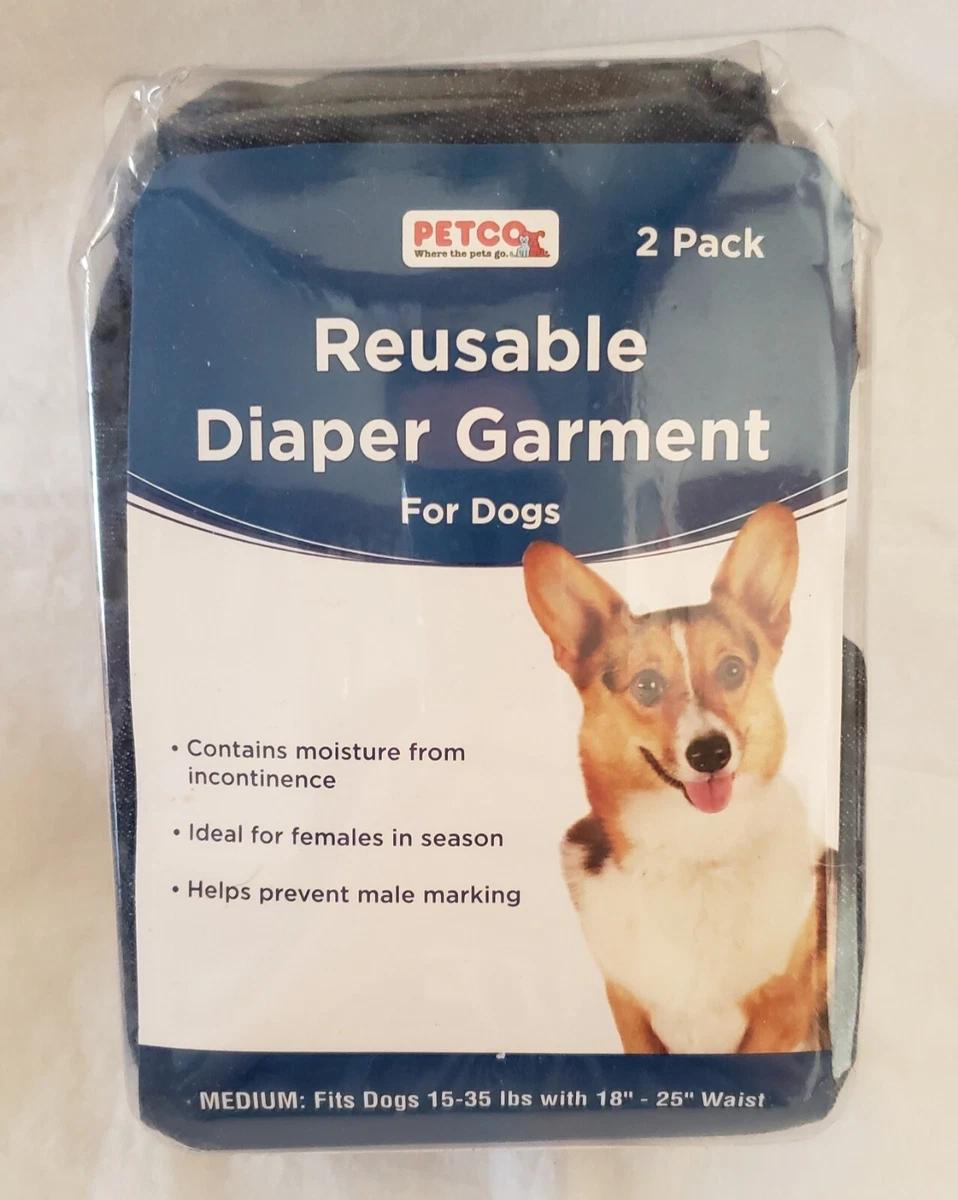 PETCO
Where the pets go.
2 Pack
Reusable
Diaper Garment
For Dogs
• Contains moisture from
incontinence
• Ideal for females in season
• Helps prevent male marking
MEDIUM: Fits Dogs 15-35 lbs with 18" - 25" Waist